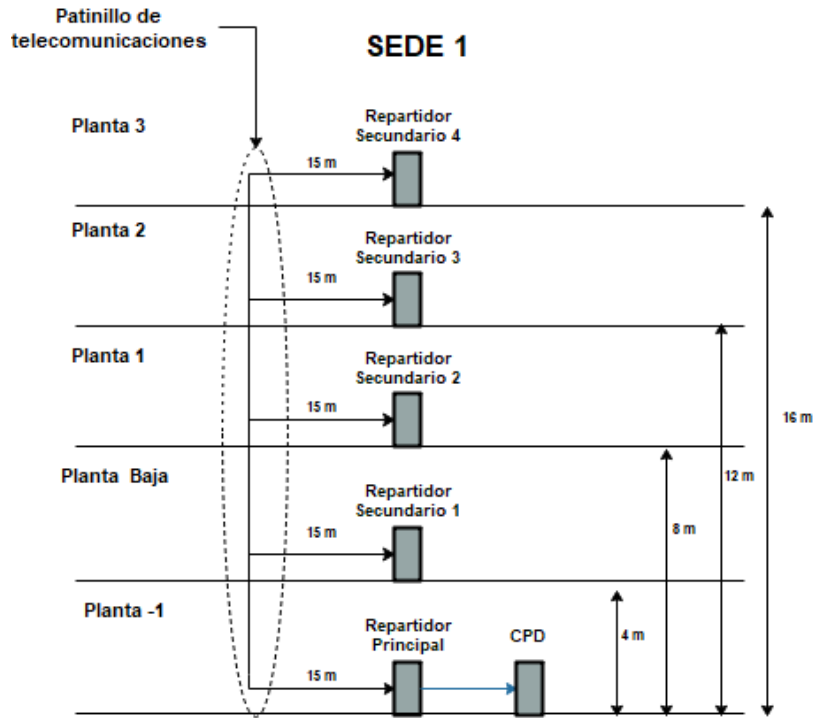 Patinillo de
telecomunicaciones
SEDE 1
Planta 3
Repartidor
Secundario 4
15 m
Planta 2
Repartidor
Secundario 3
15 m
Planta 1
Repartidor
Secundario 2
15 m
16 m
Planta Baja
12 m
Repartidor
Secundario 1
8 m
15 m
Planta -1
Repartidor
Principal
CPD
4 m
15 m